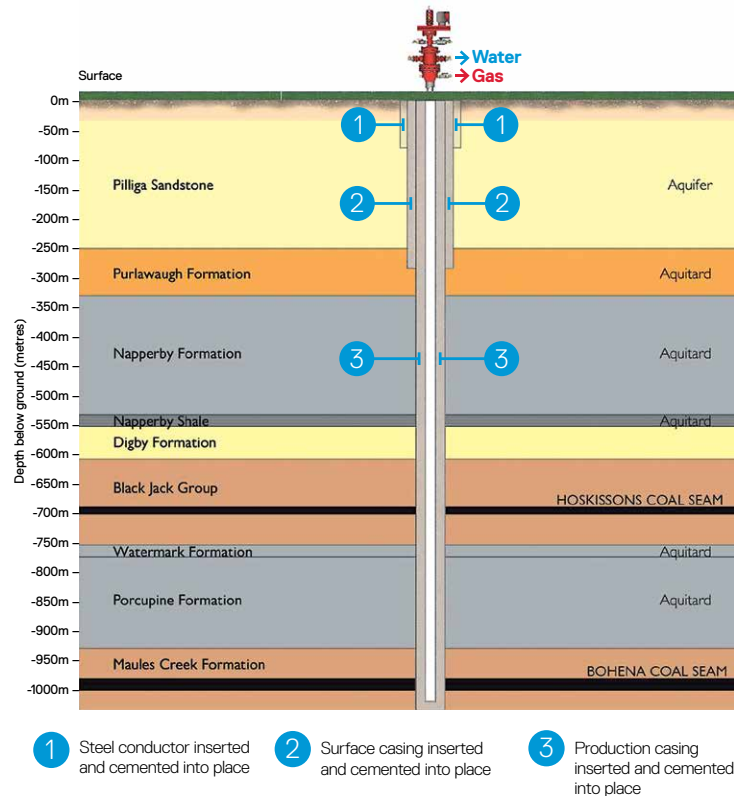 → Water
→ Gas
Surface
Depth below ground (metres)
0m
-50m
-100m
-150m
-200m
-250m
-300m
-350m
-400m
-450m
-500m
-550m
-600m
-650m
-700m
-750m
-800m
-850m
-900m
-950m
-1000m
1 1
Pilliga Sandstone Aquifer
2 2
Purlawaugh Formation Aquitard
Napperby Formation Aquitard
3 3
Napperby Shale Aquitard
Digby Formation
Black Jack Group
HOSKISSONS COAL SEAM
Watermark Formation Aquitard
Porcupine Formation Aquitard
Maules Creek Formation
BOHENA COAL SEAM
1 Steel conductor inserted
and cemented into place
2 Surface casing inserted
and cemented into place
3 Production casing
inserted and cemented
into place